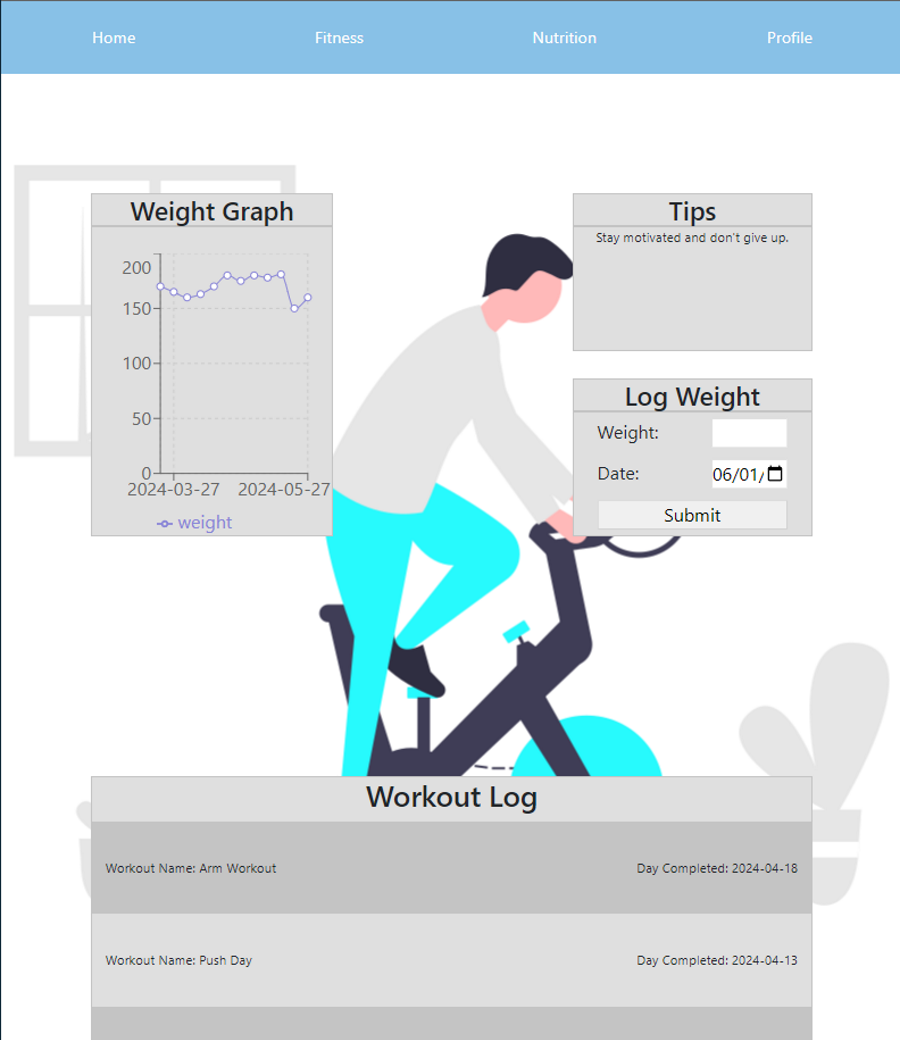 Home Fitness Nutrition Profile
Weight Graph
200
150
100
50
0
2024-03-27 2024-05-27
weight
Tips
Stay motivated and don't give up.
Log Weight
Weight:
Date: 06/01/
Submit
Workout Log
Workout Name: Arm Workout Day Completed: 2024-04-18
Workout Name: Push Day Day Completed: 2024-04-13